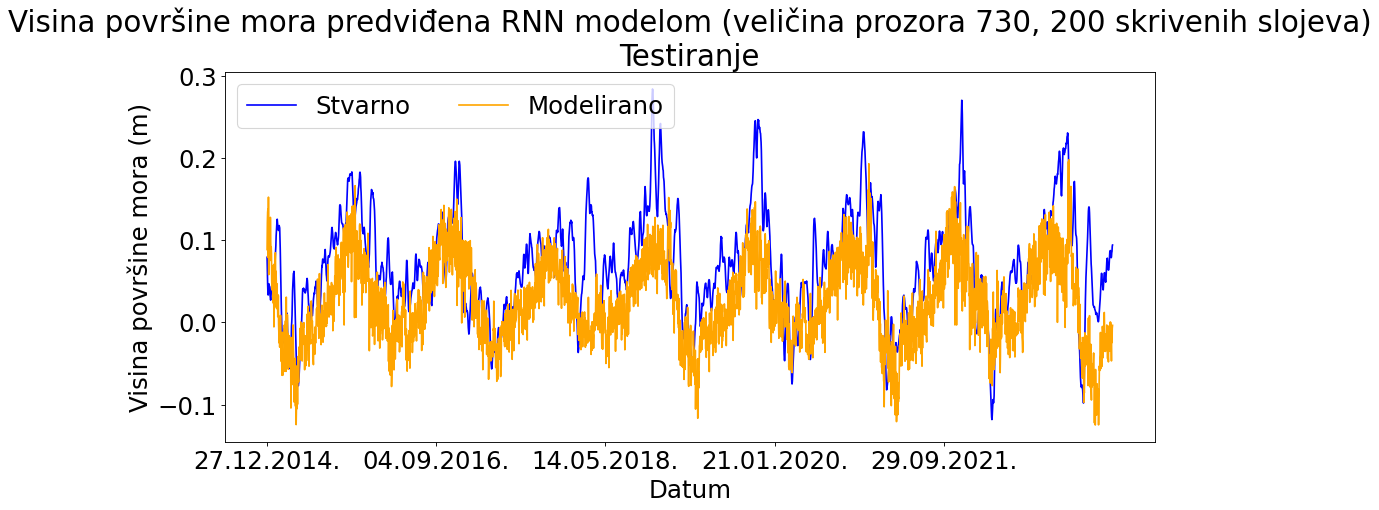 Visina površine mora predviđena RNN modelom (veličina prozora 730, 200 skrivenih slojeva)
Testiranje
Stvarno Modelirano
Visina površine mora (m)
0.3
0.2
0.1
0.0
−0.1
27.12.2014. 04.09.2016. 14.05.2018. 21.01.2020. 29.09.2021.
Datum